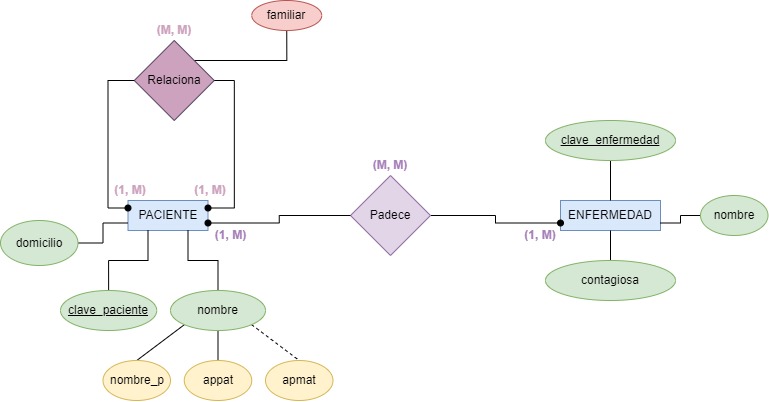 familiar
(M, M)
Relaciona
(1, M)
(1, M)
PACIENTE
domicilio
(1, M)
clave_paciente
nombre
nombre_p
appat
apmat
(M, M)
Padece
clave_enfermedad
ENFERMEDAD
nombre
(1, M)
contagiosa